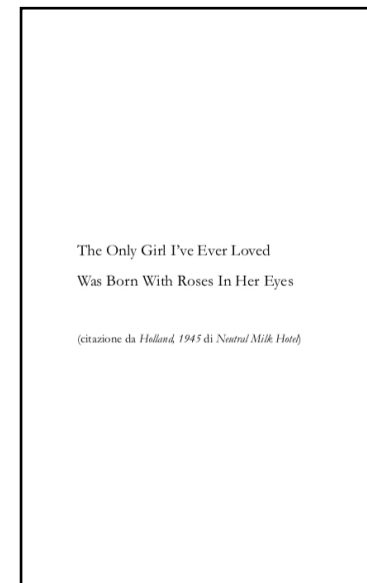 The Only Girl I've Ever Loved
Was Born With Roses In Her Eyes
(citazione da Holland, 1945 di Neutral Milk Hotel)